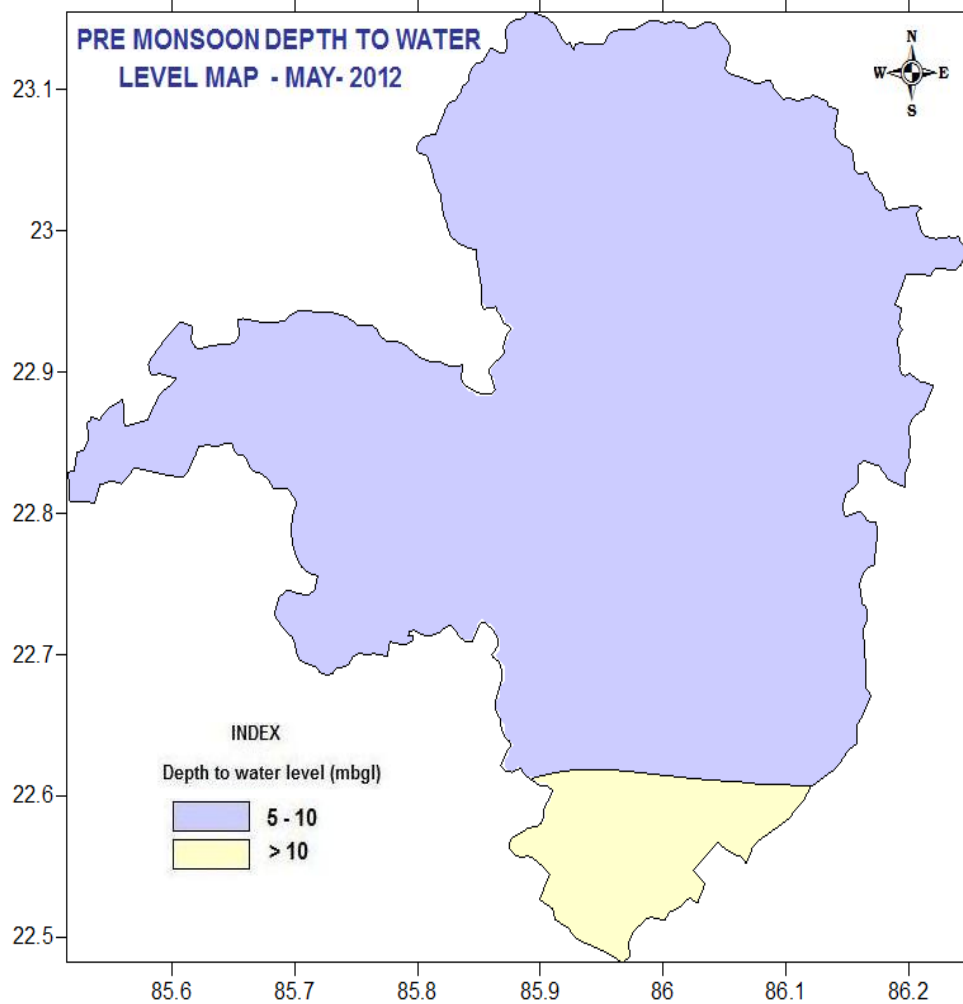 PRE MONSOON DEPTH TO WATER
LEVEL MAP - MAY- 2012
N
W E
S
23.1
23
22.9
22.8
22.7
22.6
22.5
INDEX
Depth to water level (mbgl)
5 - 10
> 10
85.6 85.7 85.8 85.9 86 86.1 86.2